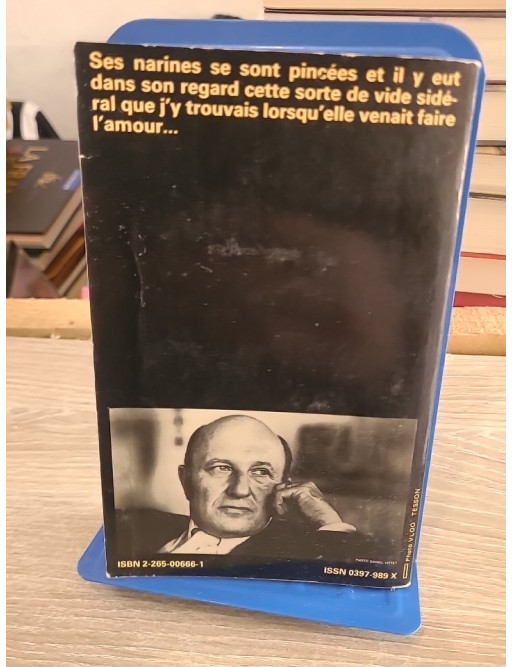 Ses narines se sont pincées et il y eut
dans son regard cette sorte de vide sidé-
ral que j'y trouvais lorsqu'elle venait faire
l'amour...
ISBN 2-265-00666-1
ISSN 0397-989 X
TESSON